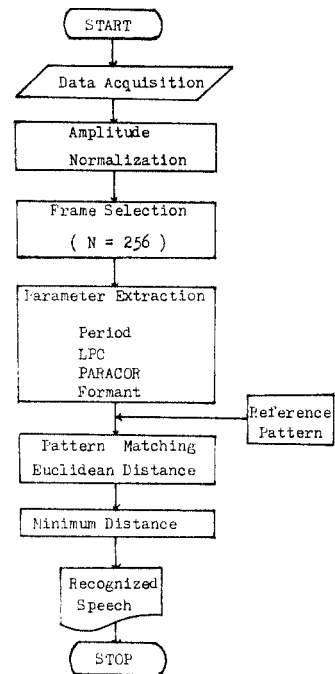 START
Data Acquisition
Amplitude
Normalization
Frame Selection
( N = 256 )
Parameter Extraction
Period
LPC
PARACOR
Formant
Reference
Pattern
Pattern Matching
Euclidean Distance
Minimum Distance
Recognized
Speech
STOP